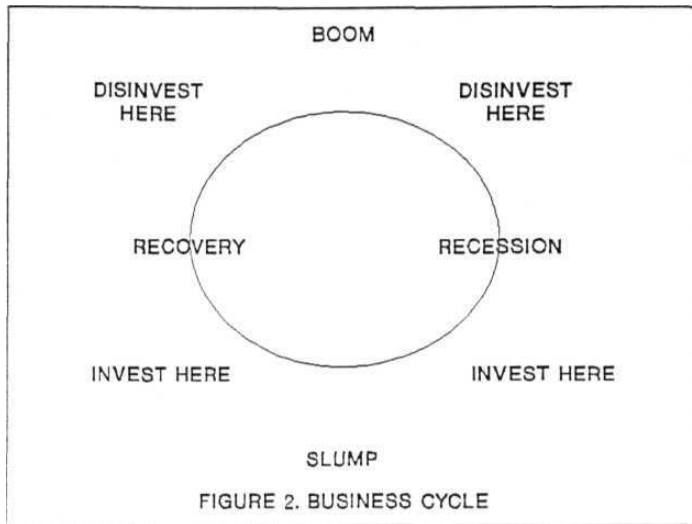 BOOM
DISINVEST
HERE
DISINVEST
HERE
RECOVERY
RECESSION
INVEST HERE
INVEST HERE
SLUMP
FIGURE 2. BUSINESS CYCLE